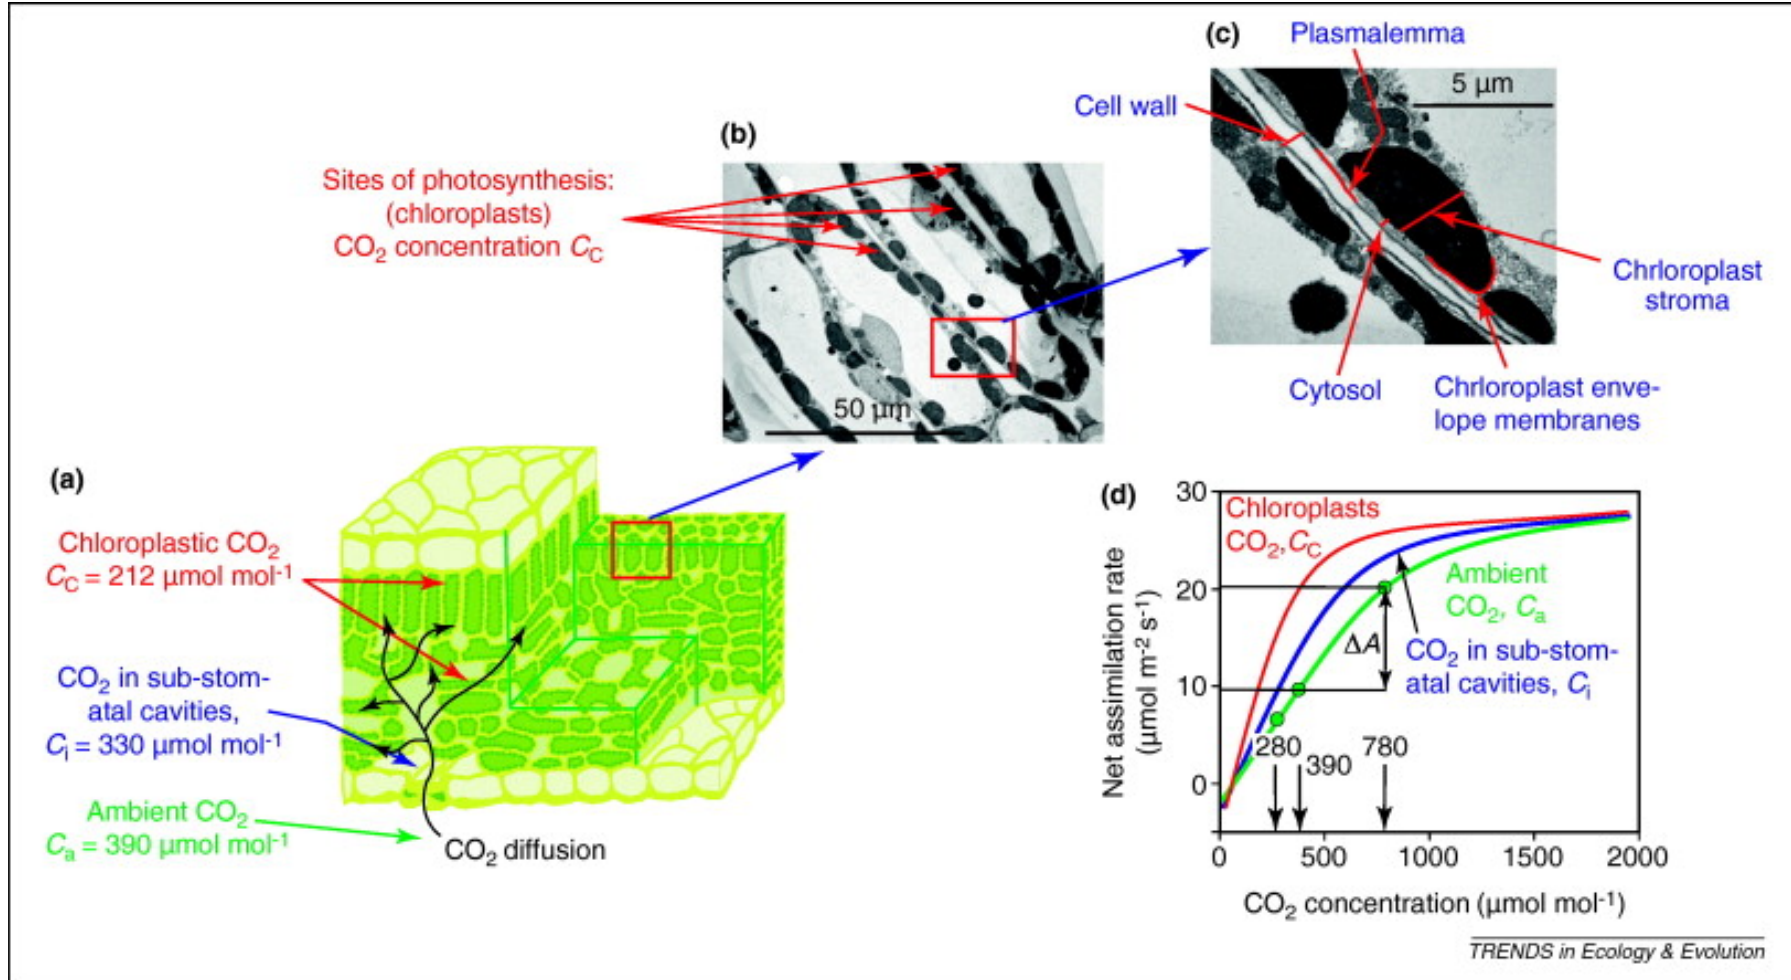 (a)
Chloroplastic CO2
CC = 212 µmol mol-1
CO2 in sub-stom-
atal cavities,
Ci = 330 µmol mol-1
Ambient CO2
Ca = 390 µmol mol-1
CO2 diffusion
(b)
Sites of photosynthesis:
(chloroplasts)
CO2 concentration CC
50 µm
(c)
Plasmalemma
Cell wall
5 µm
Chrloroplast
stroma
Cytosol
Chrloroplast enve-
lope membranes
(d)
Net assimilation rate
(µmol m-2 s-1)
30
20
10
0
Chloroplasts
CO2, CC
Ambient
CO2, Ca
ΔA
CO2 in sub-stom-
atal cavities, Ci
280
390
780
0 500 1000 1500 2000
CO2 concentration (µmol mol-1)
TRENDS in Ecology & Evolution